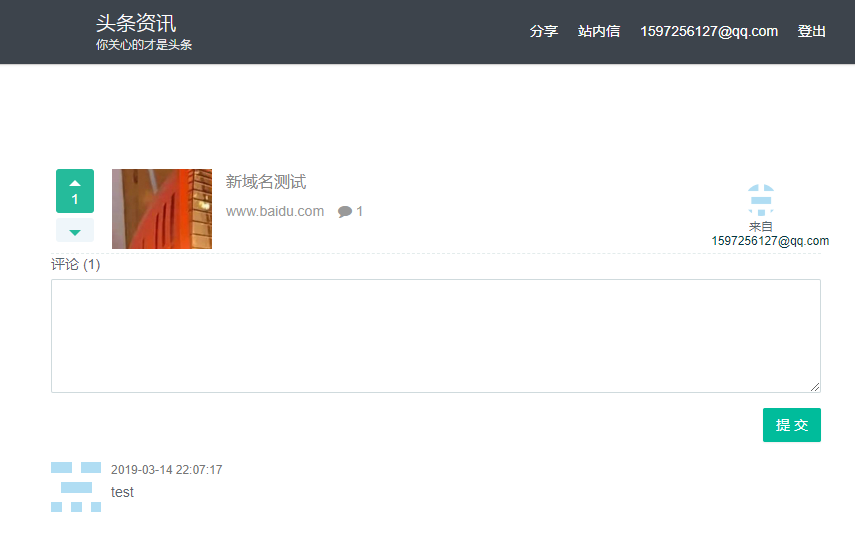 头条资讯
你关心的才是头条
分享 站内信 1597256127@qq.com 登出
1
新域名测试
www.baidu.com 1
来自
1597256127@qq.com
评论 (1)
提 交
2019-03-14 22:07:17
test